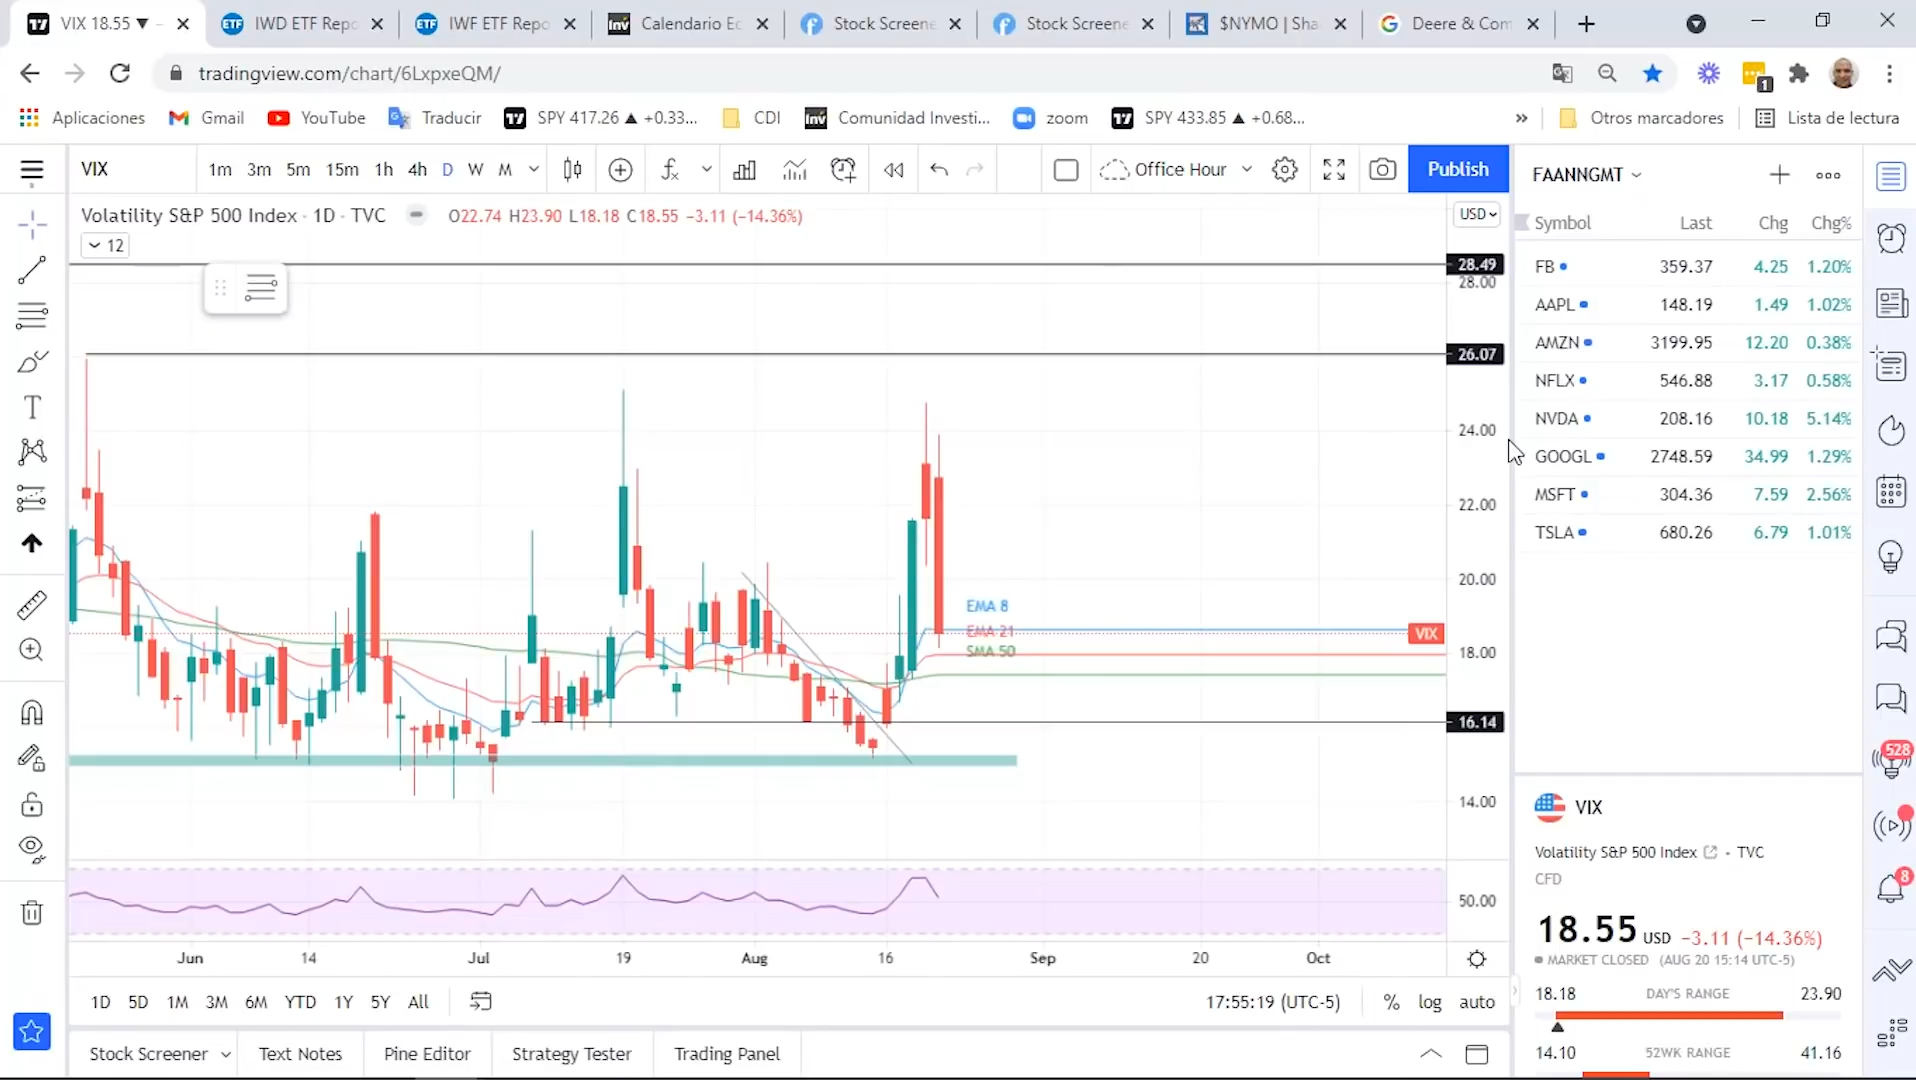 VIX 18.55 ▼ −
IWD ETF Repo
IWF ETF Repo
Calendario Ec
Stock Screene
Stock Screene
$NYMO | Sha
Deere & Com
tradingview.com/chart/6LxpxeQM/
1
Aplicaciones
Gmail
YouTube
Traducir
SPY 417.26 ▲ +0.33...
CDI
Comunidad Investi...
zoom
SPY 433.85 ▲ +0.68...
»
Otros marcadores
Lista de lectura
VIX
1m 3m 5m 15m 1h 4h D W M
Office Hour
Publish
FAANNGMT
Volatility S&P 500 Index · 1D · TVC
O22.74 H23.90 L18.18 C18.55 −3.11 (−14.36%)
USD
12
Symbol Last Chg Chg%
FB 359.37 4.25 1.20%
AAPL 148.19 1.49 1.02%
AMZN 3199.95 12.20 0.38%
NFLX 546.88 3.17 0.58%
NVDA 208.16 10.18 5.14%
GOOGL 2748.59 34.99 1.29%
MSFT 304.36 7.59 2.56%
TSLA 680.26 6.79 1.01%
28.49
28.00
26.07
24.00
22.00
20.00
EMA 8
EMA 21
VIX
SMA 50
18.00
16.14
14.00
50.00
Jun 14 Jul 19 Aug 16 Sep 20 Oct
528
8
VIX
Volatility S&P 500 Index · TVC
CFD
18.55 USD −3.11 (−14.36%)
MARKET CLOSED (AUG 20 15:14 UTC-5)
18.18 DAY'S RANGE 23.90
14.10 52WK RANGE 41.16
1D 5D 1M 3M 6M YTD 1Y 5Y All
17:55:19 (UTC-5)
% log auto
Stock Screener
Text Notes
Pine Editor
Strategy Tester
Trading Panel